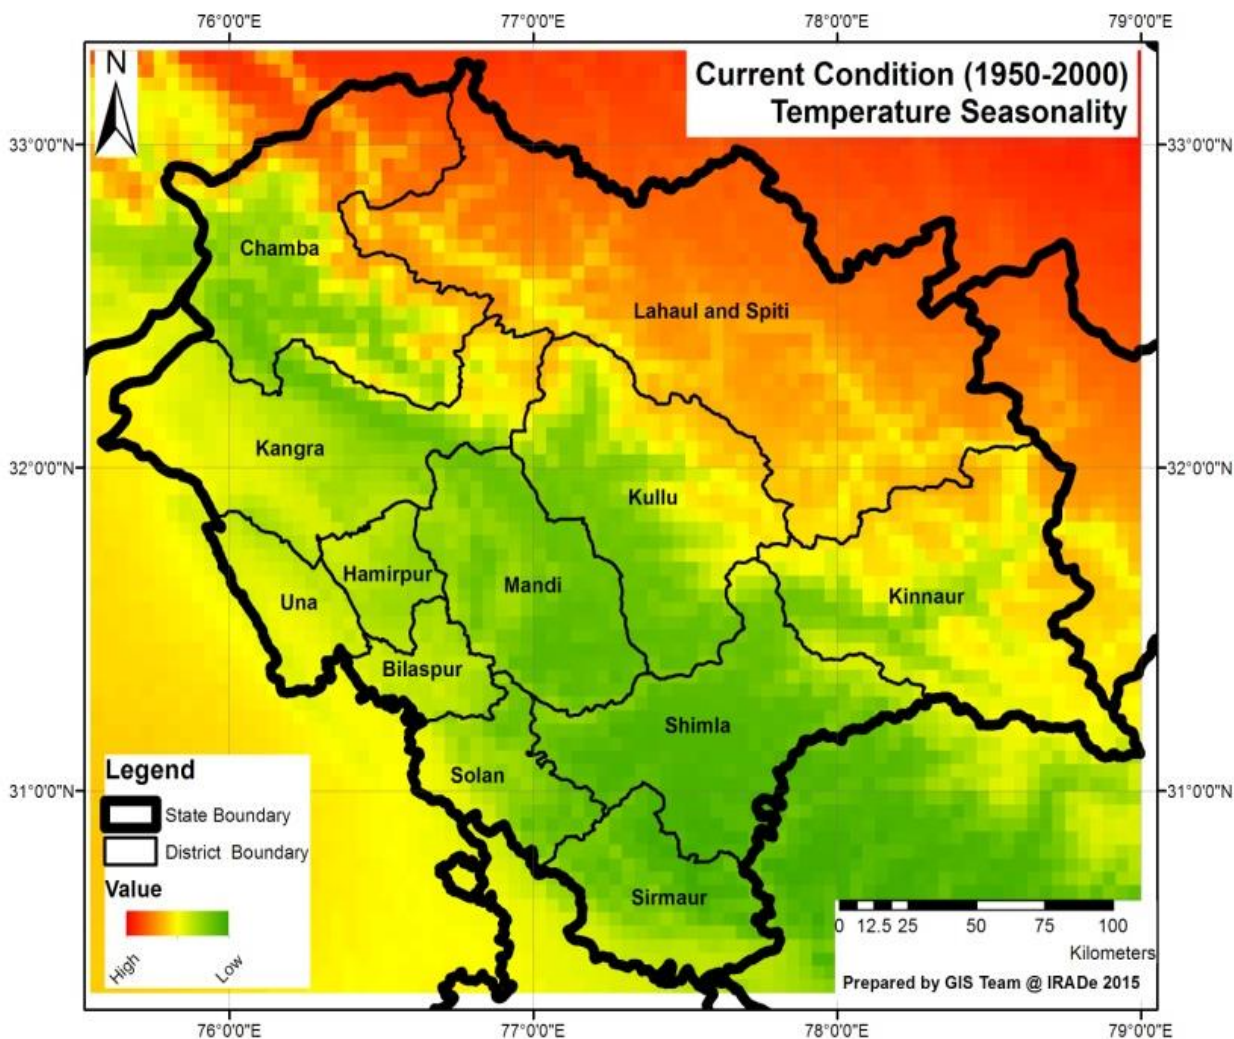 76°0'0"E 77°0'0"E 78°0'0"E 79°0'0"E
N
Current Condition (1950-2000)
Temperature Seasonality
33°0'0"N 33°0'0"N
Chamba
Lahaul and Spiti
Kangra
32°0'0"N 32°0'0"N
Kullu
Hamirpur
Mandi
Una
Kinnaur
Bilaspur
Shimla
Solan
31°0'0"N 31°0'0"N
Sirmaur
Legend
State Boundary
District Boundary
Value
High Low
0 12.5 25 50 75 100
Kilometers
Prepared by GIS Team @ IRADe 2015
76°0'0"E 77°0'0"E 78°0'0"E 79°0'0"E